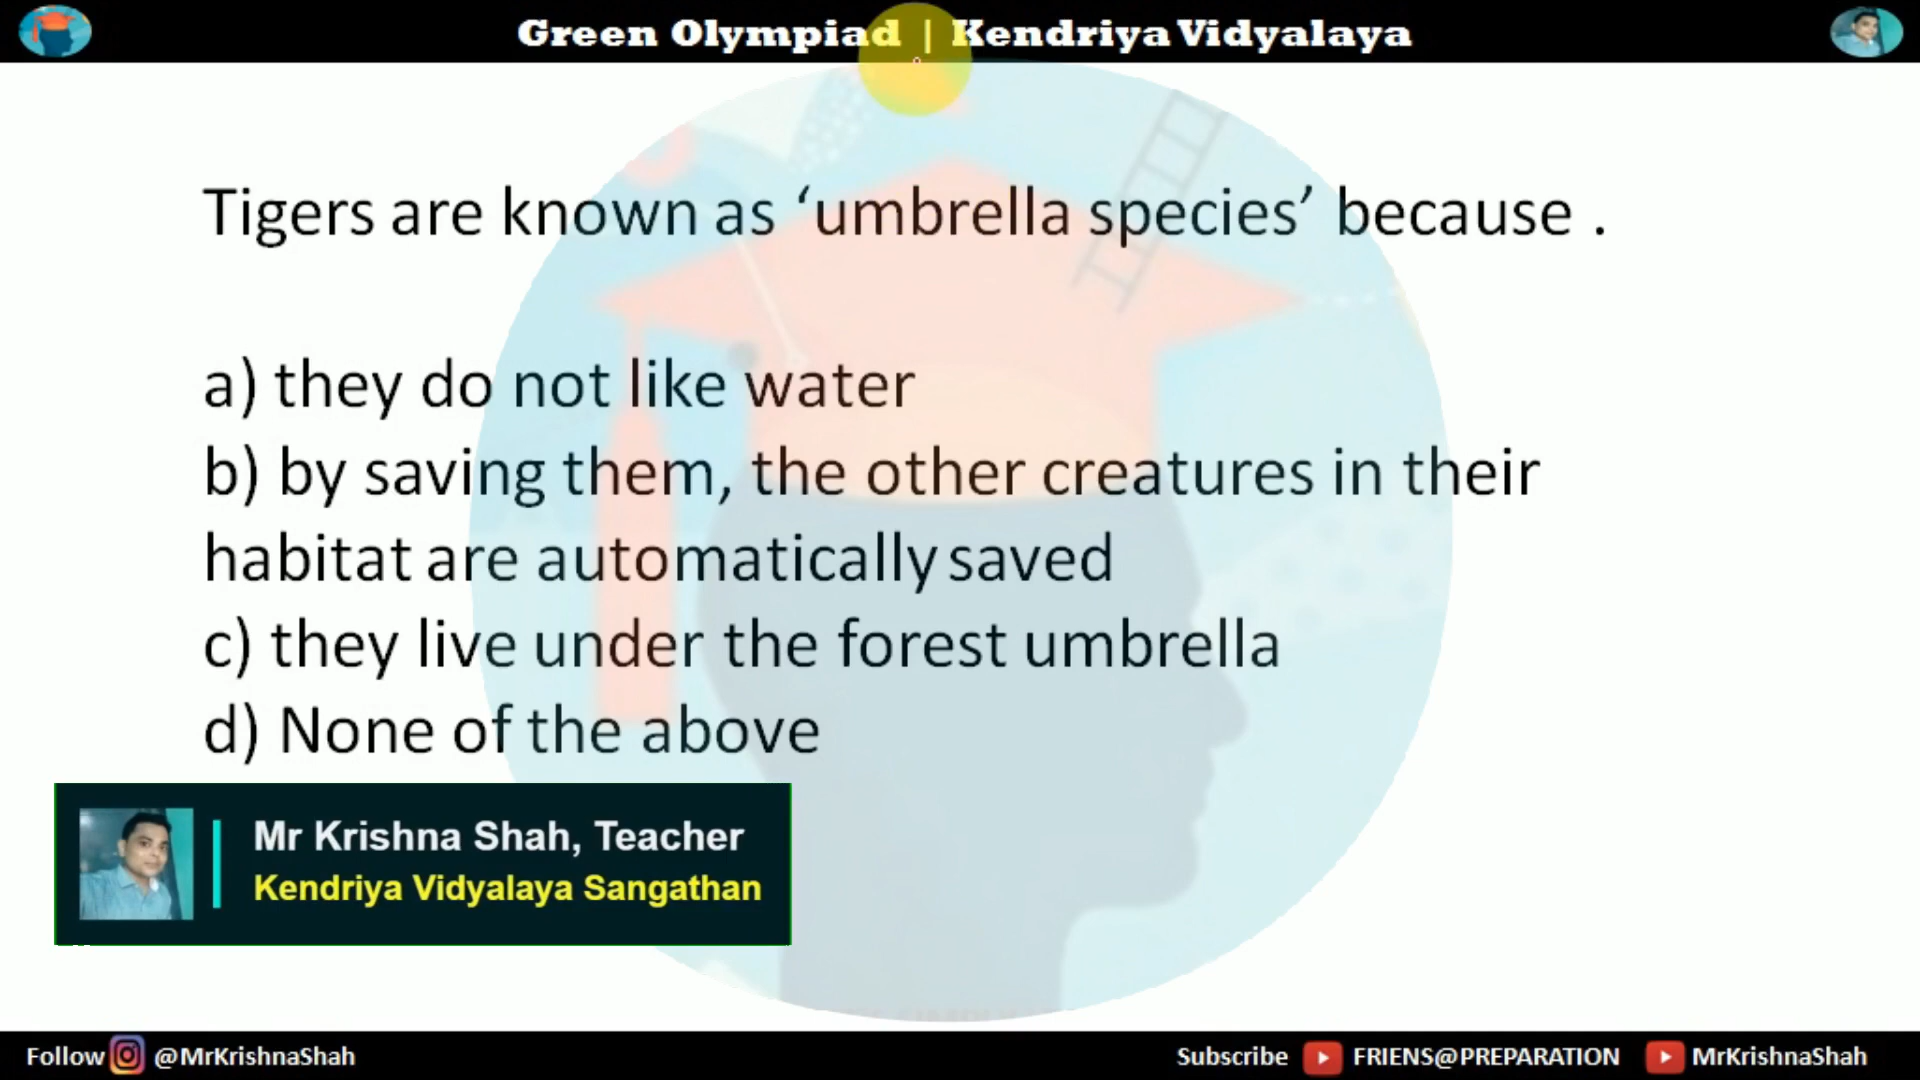 Green Olympiad | Kendriya Vidyalaya
Tigers are known as ‘umbrella species’ because .
a) they do not like water
b) by saving them, the other creatures in their
habitat are automatically saved
c) they live under the forest umbrella
d) None of the above
Mr Krishna Shah, Teacher
Kendriya Vidyalaya Sangathan
Follow @MrKrishnaShah
Subscribe FRIENS@PREPARATION MrKrishnaShah